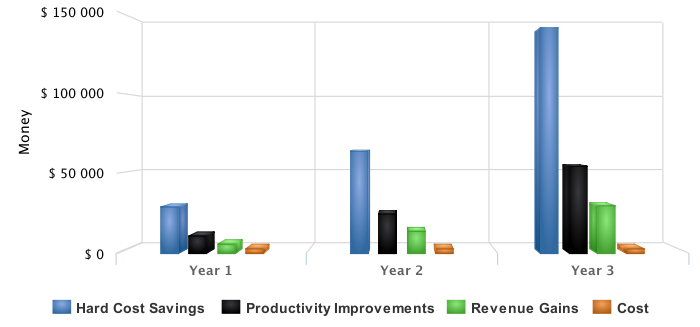 $ 150 000
$ 100 000
$ 50 000
$ 0
Money
Year 1 Year 2 Year 3
Hard Cost Savings Productivity Improvements Revenue Gains Cost